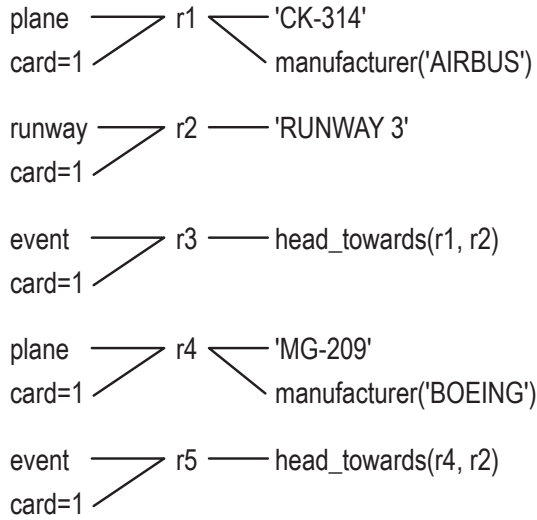 plane r1 'CK-314'
card=1 manufacturer('AIRBUS')
runway r2 'RUNWAY 3'
card=1
event r3 head_towards(r1, r2)
card=1
plane r4 'MG-209'
card=1 manufacturer('BOEING')
event r5 head_towards(r4, r2)
card=1